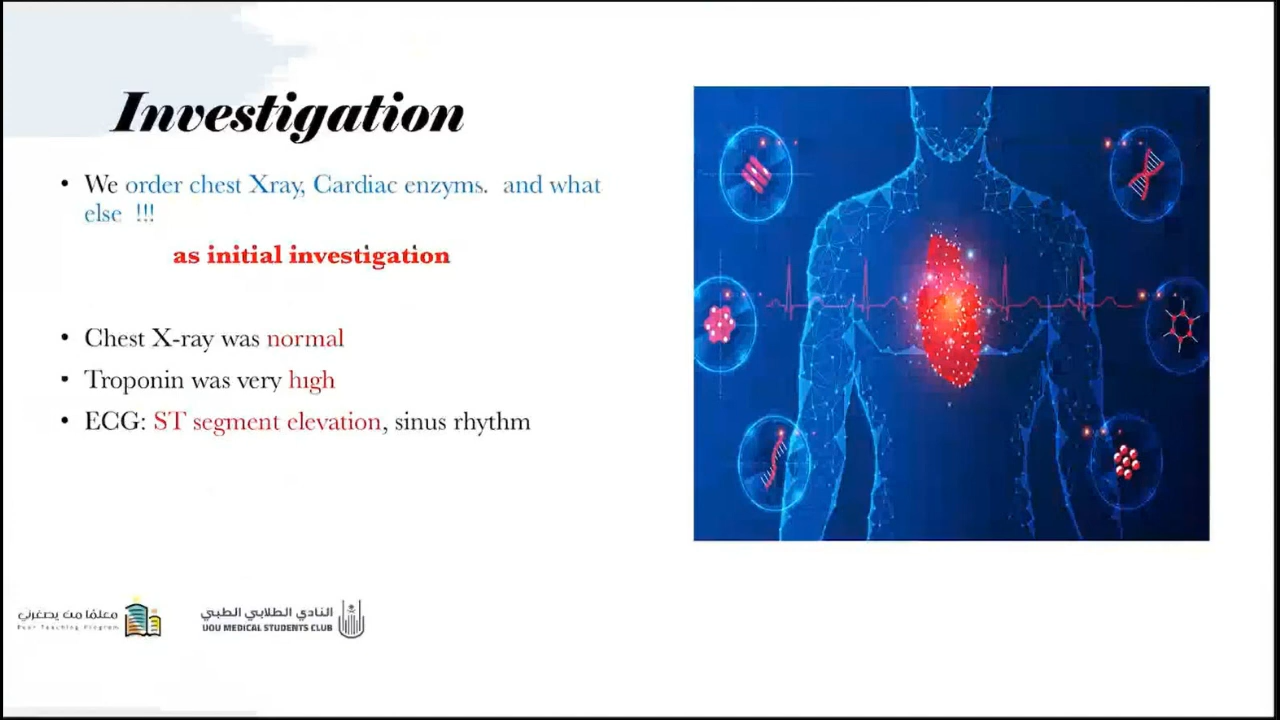 Investigation
• We order chest Xray, Cardiac enzyms. and what
else !!!
as initial investigation
• Chest X-ray was normal
• Troponin was very high
• ECG: ST segment elevation, sinus rhythm
معلمًا من يصغرني
Peer Teaching Program
النادي الطلابي الطبي
UOU MEDICAL STUDENTS CLUB